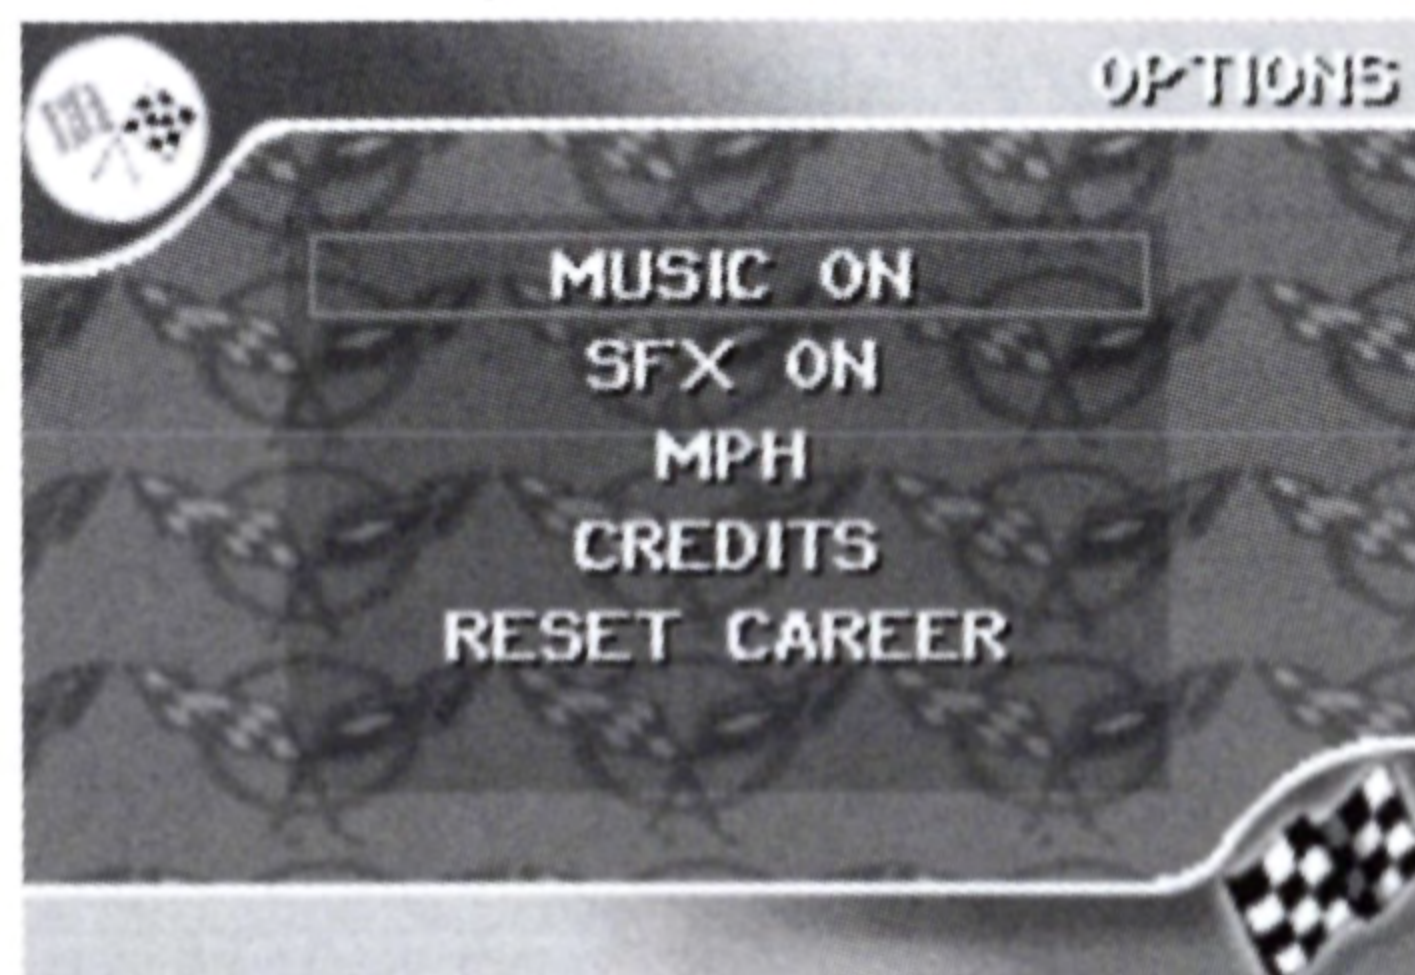 OPTIONS
MUSIC ON
SFX ON
MPH
CREDITS
RESET CAREER